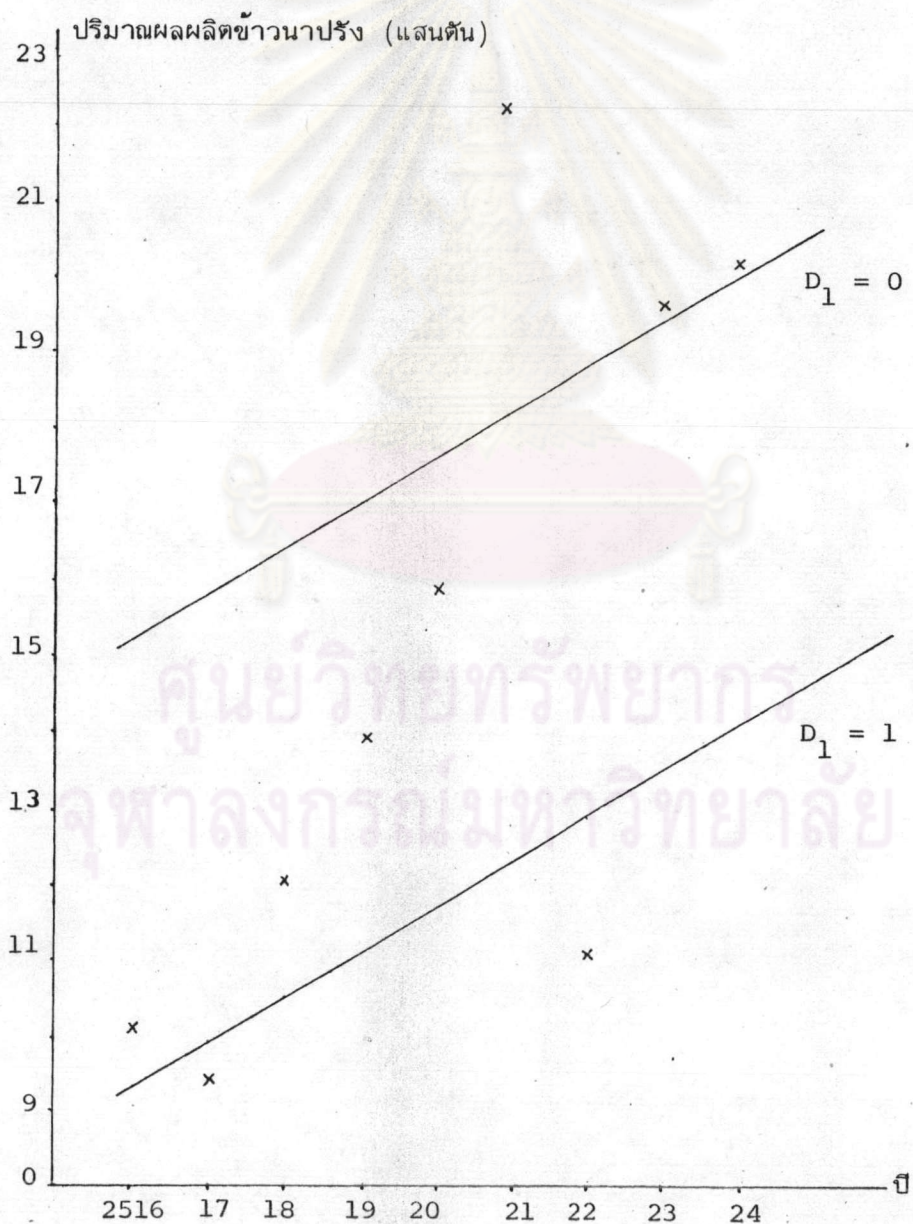 ปริมาณผลผลิตข้าวนาปรัง (แสนตัน)
23
21
D1 = 0
19
17
15
D1 = 1
13
11
9
0
2516 17 18 19 20 21 22 23 24 ปี
ศูนย์วิทยทรัพยากร
จุฬาลงกรณ์มหาวิทยาลัย